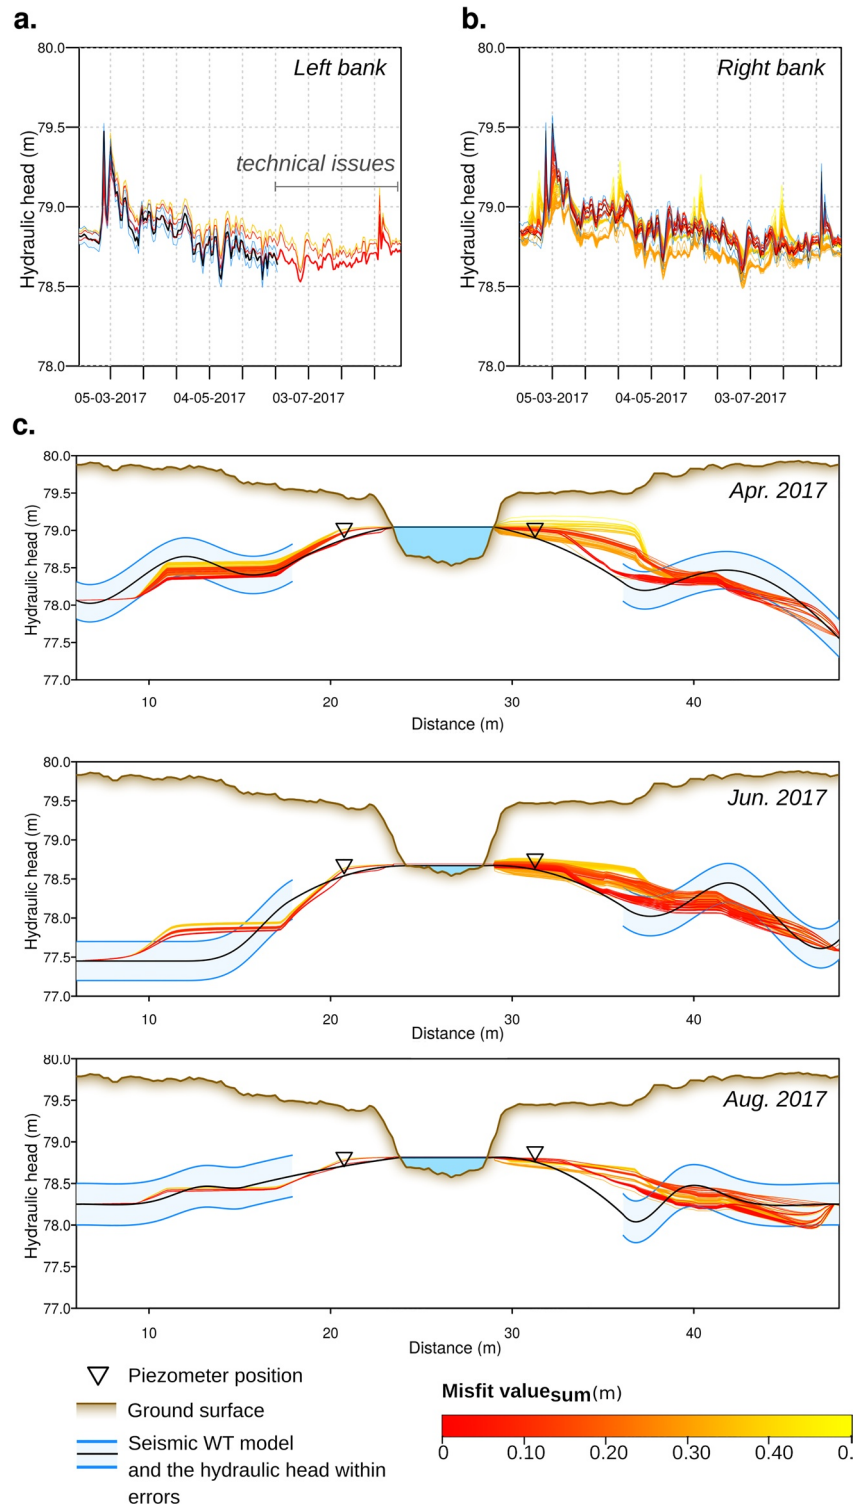 a.
Left bank
technical issues
Hydraulic head (m)
80.0
79.5
79.0
78.5
78.0
05-03-2017 04-05-2017 03-07-2017
b.
Right bank
Hydraulic head (m)
80.0
79.5
79.0
78.5
78.0
05-03-2017 04-05-2017 03-07-2017
c.
Apr. 2017
Hydraulic head (m)
80.0
79.5
79.0
78.5
78.0
77.5
77.0
10 20 30 40
Distance (m)
Jun. 2017
Hydraulic head (m)
80.0
79.5
79.0
78.5
78.0
77.5
77.0
10 20 30 40
Distance (m)
Aug. 2017
Hydraulic head (m)
80.0
79.5
79.0
78.5
78.0
77.5
77.0
10 20 30 40
Distance (m)
Piezometer position
Ground surface
Seismic WT model
and the hydraulic head within
errors
Misfit valuesum(m)
0 0.10 0.20 0.30 0.40 0.